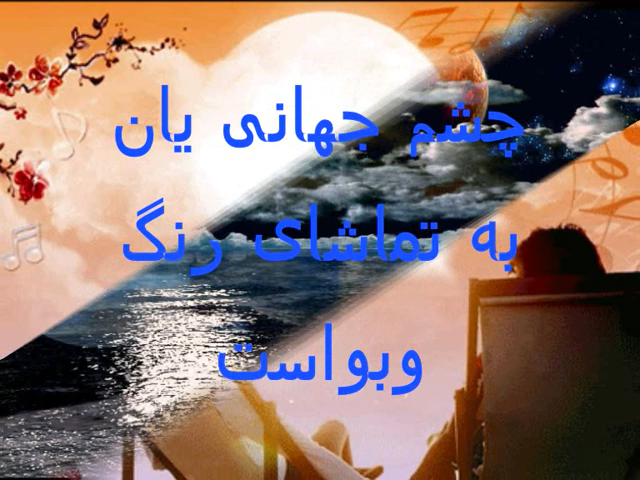 چشم جهانی یان
به تماشای رنگ
وبواست